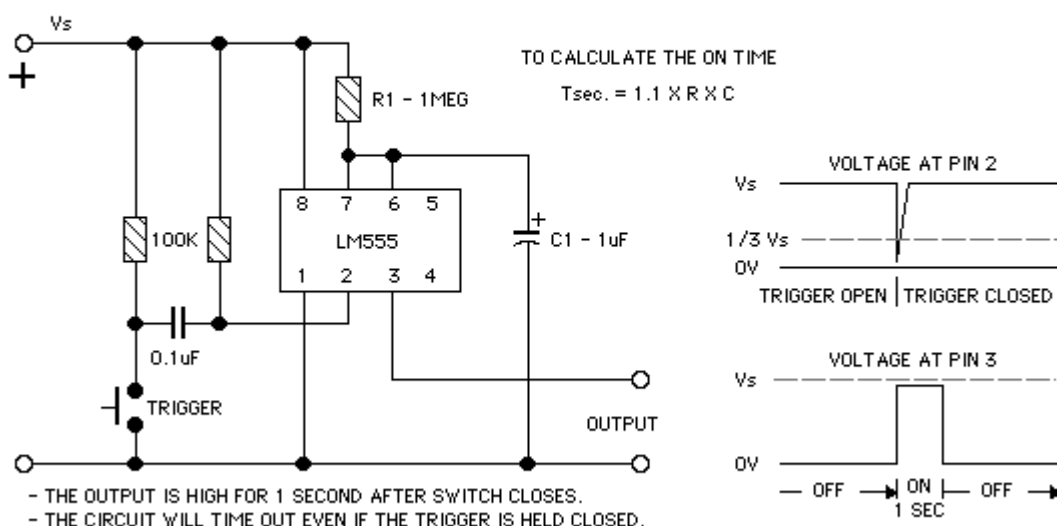 Vs
+
TO CALCULATE THE ON TIME
Tsec. = 1.1 X R X C
R1 - 1MEG
8 7 6 5
LM555
1 2 3 4
100K
C1 - 1uF
+
0.1uF
TRIGGER
OUTPUT
- THE OUTPUT IS HIGH FOR 1 SECOND AFTER SWITCH CLOSES.
- THE CIRCUIT WILL TIME OUT EVEN IF THE TRIGGER IS HELD CLOSED.
VOLTAGE AT PIN 2
Vs
1/3 Vs
0V
TRIGGER OPEN TRIGGER CLOSED
VOLTAGE AT PIN 3
Vs
0V
OFF ON OFF
1 SEC